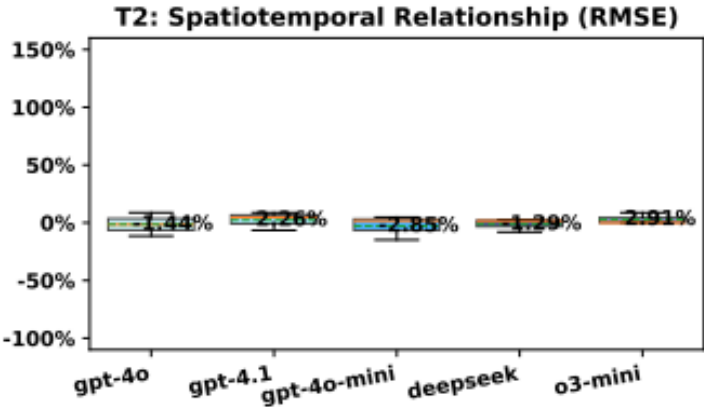 T2: Spatiotemporal Relationship (RMSE)
150%
100%
50%
0%
-50%
-100%
-1.44%
2.26%
-2.85%
-1.29%
2.91%
gpt-4o
gpt-4.1
gpt-4o-mini
deepseek
o3-mini